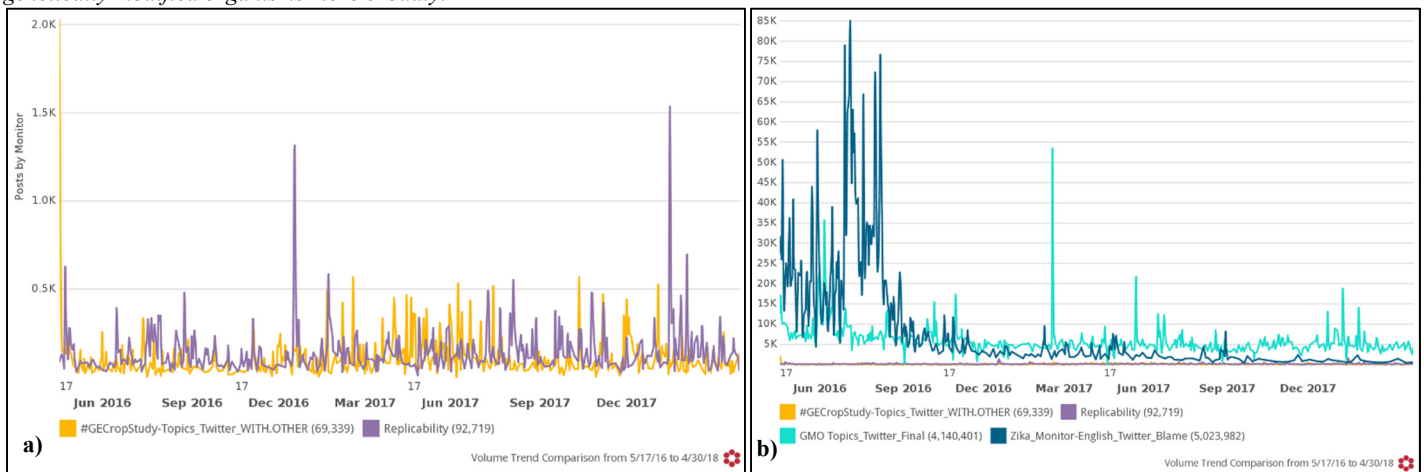 genetically modified organisms more broadly.
2.0K
1.5K
1.0K
0.5K
Posts by Monitor
17 17 17
Jun 2016 Sep 2016 Dec 2016 Mar 2017 Jun 2017 Sep 2017 Dec 2017
#GECropStudy-Topics_Twitter_WITH.OTHER (69,339) Replicability (92,719)
a)
Volume Trend Comparison from 5/17/16 to 4/30/18
85K
80K
75K
70K
65K
60K
55K
50K
45K
40K
35K
30K
25K
20K
15K
10K
5K
17 17 17
Jun 2016 Sep 2016 Dec 2016 Mar 2017 Jun 2017 Sep 2017 Dec 2017
#GECropStudy-Topics_Twitter_WITH.OTHER (69,339) Replicability (92,719)
GMO Topics_Twitter_Final (4,140,401) Zika_Monitor-English_Twitter_Blame (5,023,982)
b)
Volume Trend Comparison from 5/17/16 to 4/30/18